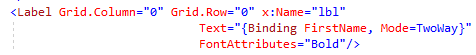 <Label Grid.Column="0" Grid.Row="0" x:Name="lbl"
Text="{Binding FirstName, Mode=TwoWay}"
FontAttributes="Bold"/>